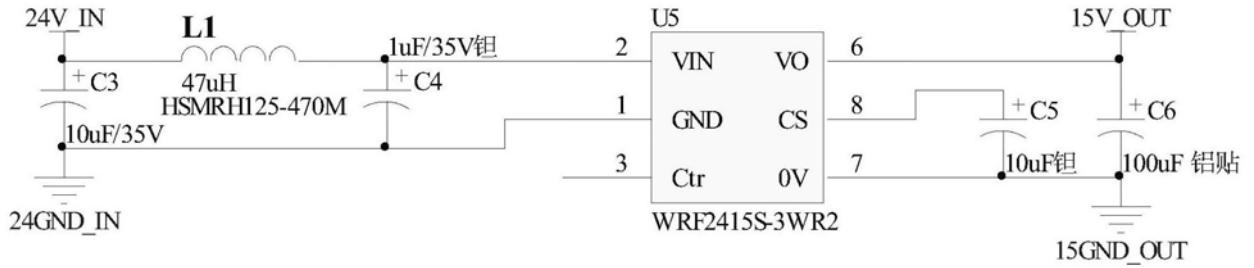 24V_IN
L1
U5
15V_OUT
1uF/35V钽
2
VIN
VO
6
+
C3
47uH
+
C4
HSMRH125-470M
1
GND
CS
8
+
C5
+
C6
10uF/35V
3
Ctr
0V
7
10uF钽
100uF 铝贴
24GND_IN
WRF2415S-3WR2
15GND_OUT